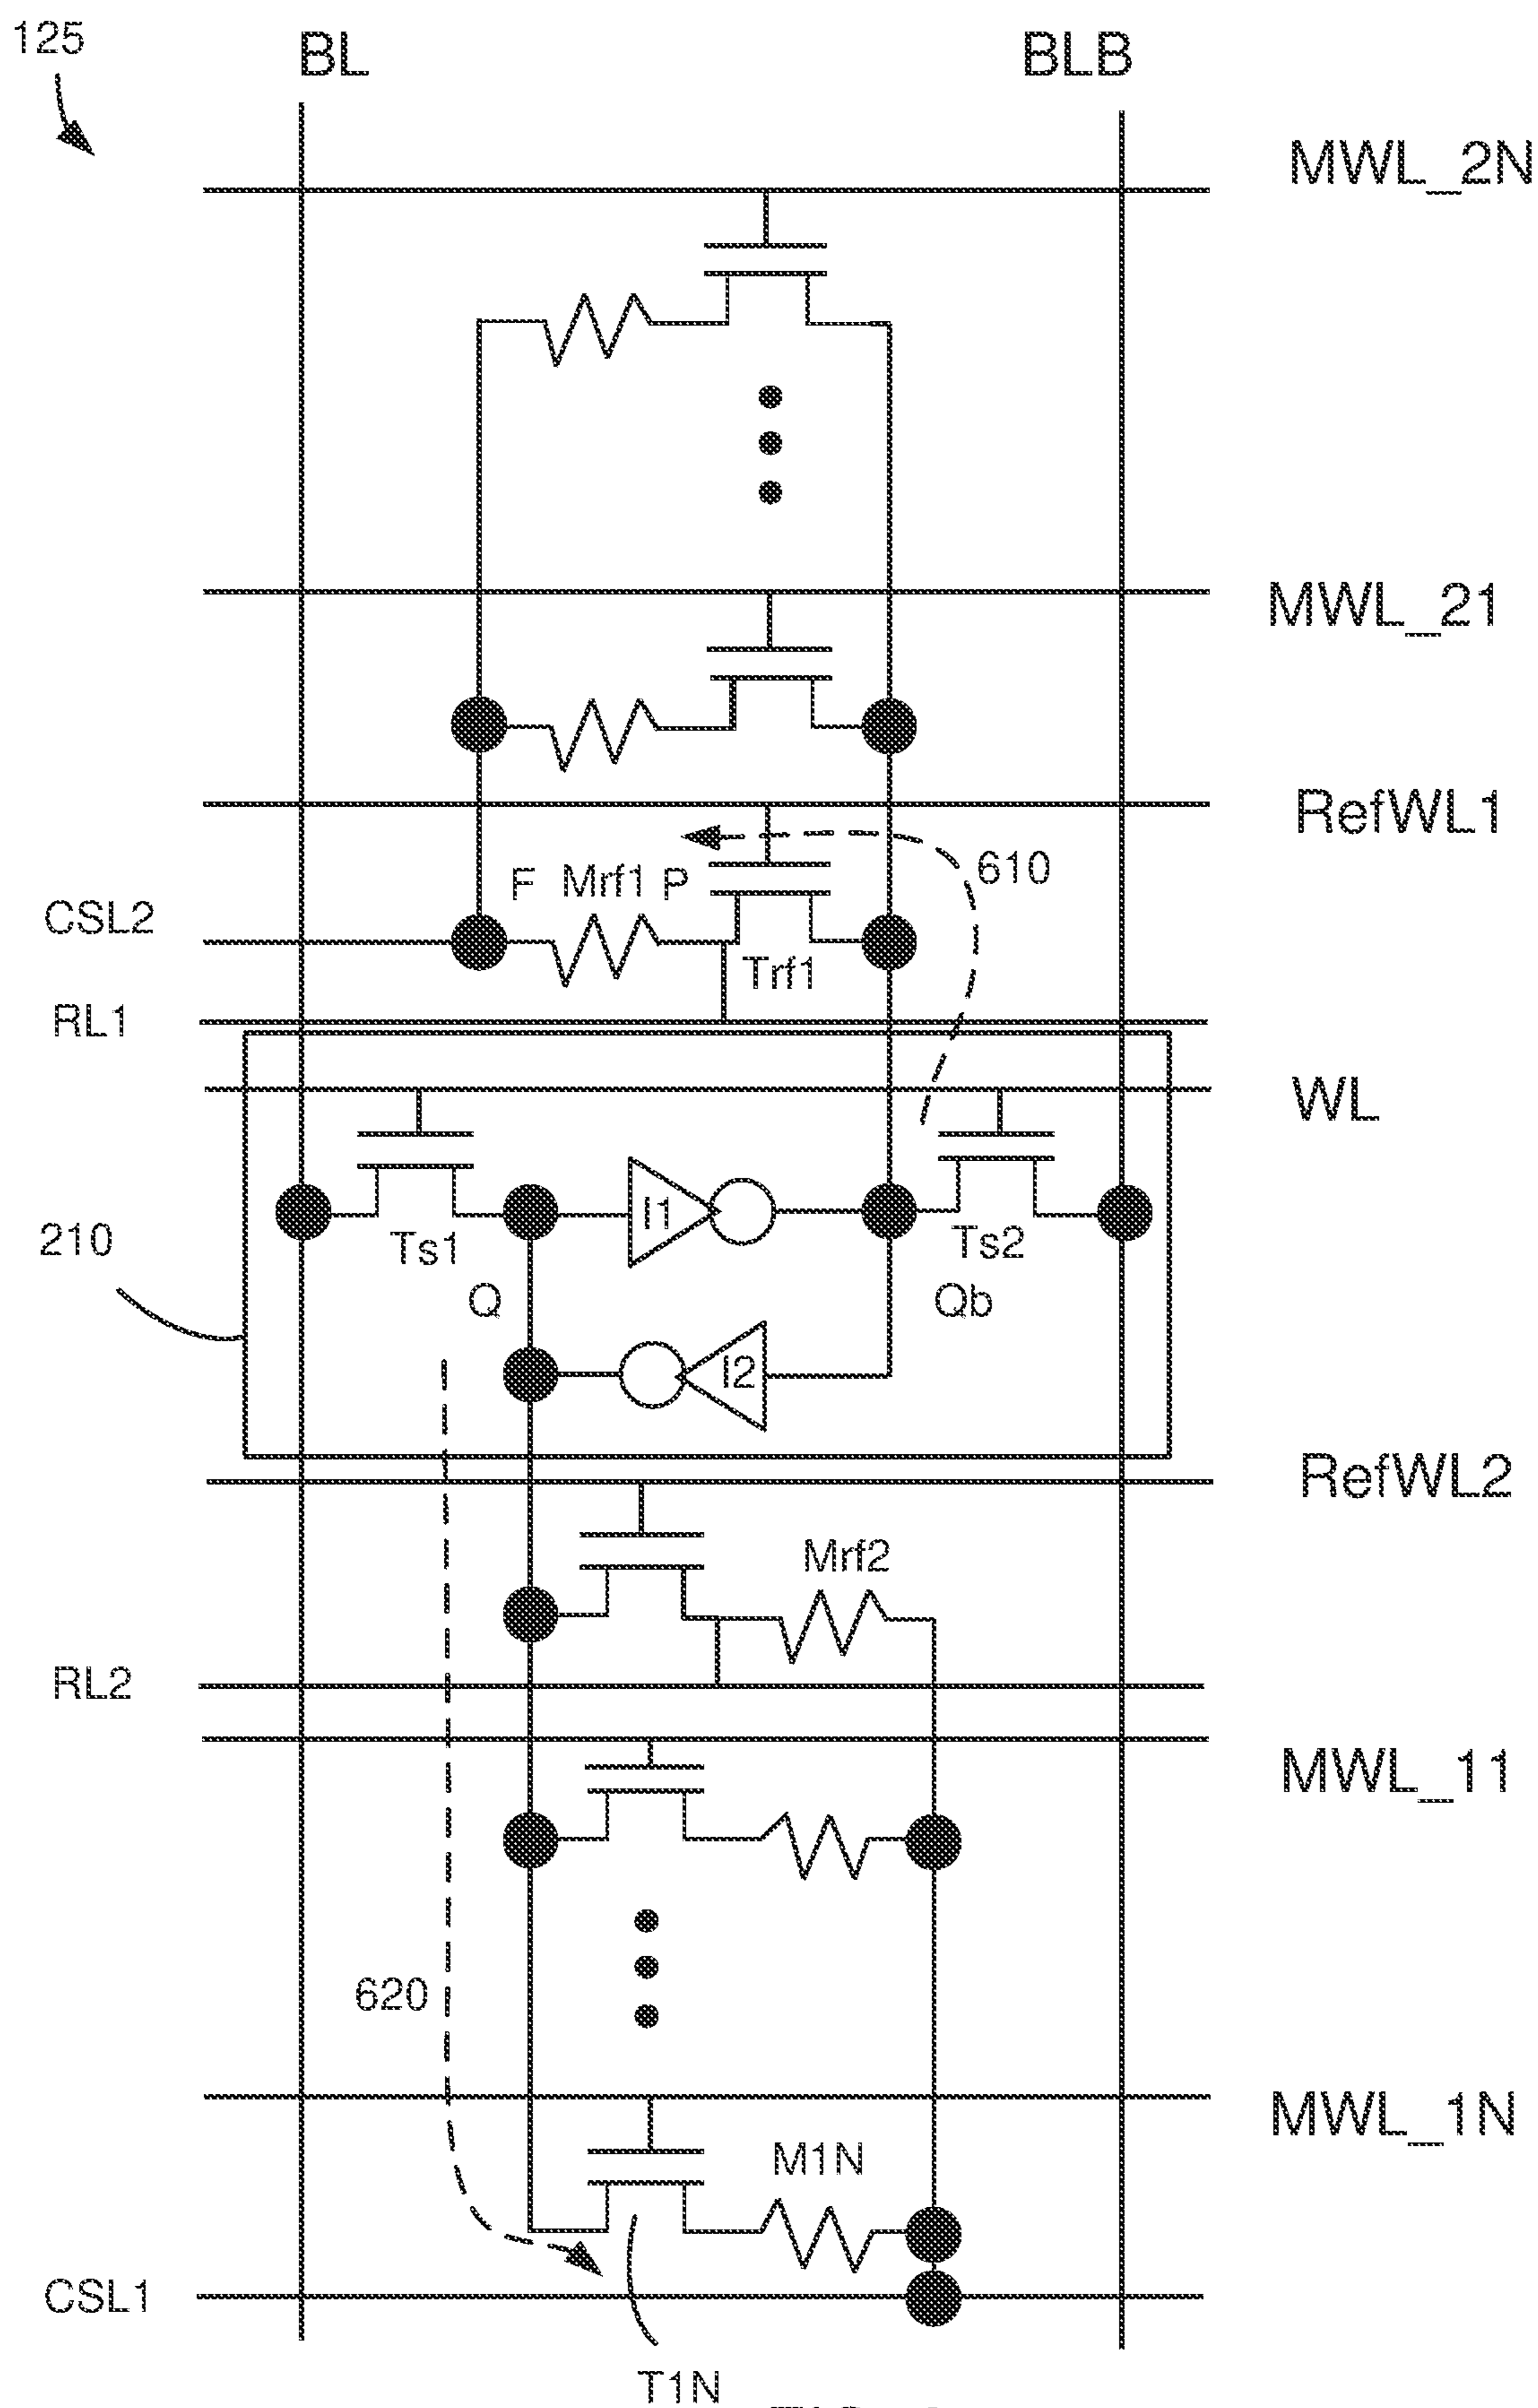 125
BL
BLB
MWL_2N
MWL_21
RefWL1
610
F Mrf1 P
CSL2
Trf1
RL1
WL
I1
210
Ts1
Ts2
Q
Qb
I2
RefWL2
Mrf2
RL2
MWL_11
620
MWL_1N
M1N
CSL1
T1N